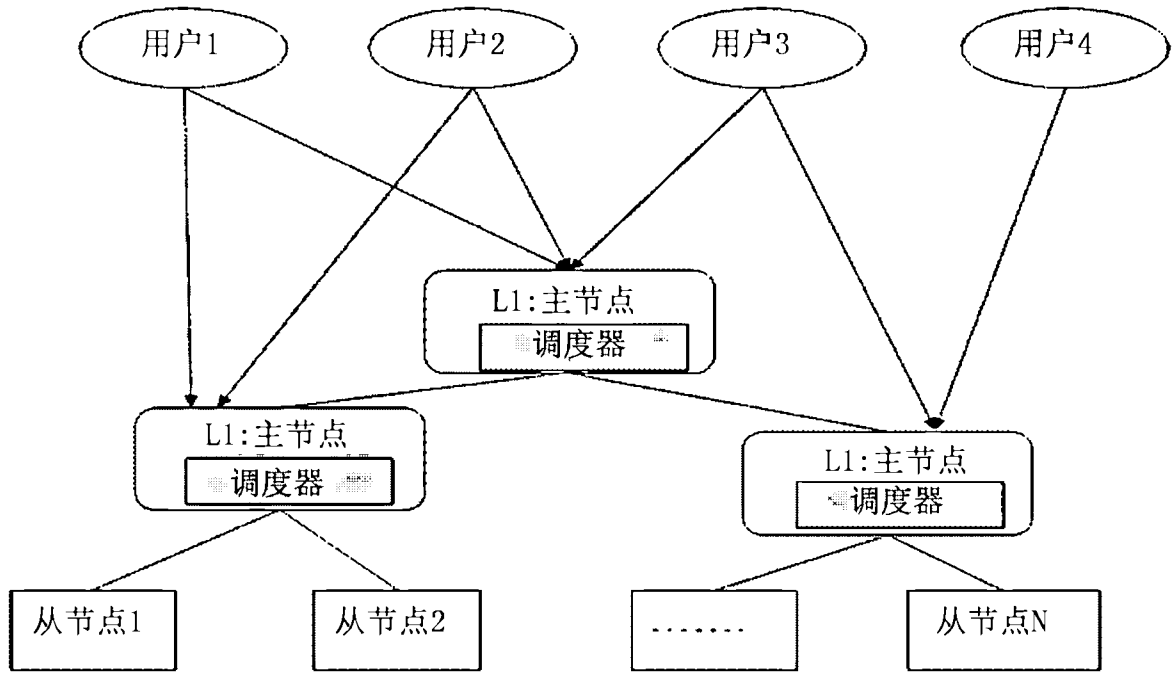 用户1
用户2
用户3
用户4
L1:主节点
调度器
L1:主节点
调度器
L1:主节点
调度器
从节点1
从节点2
.......
从节点N